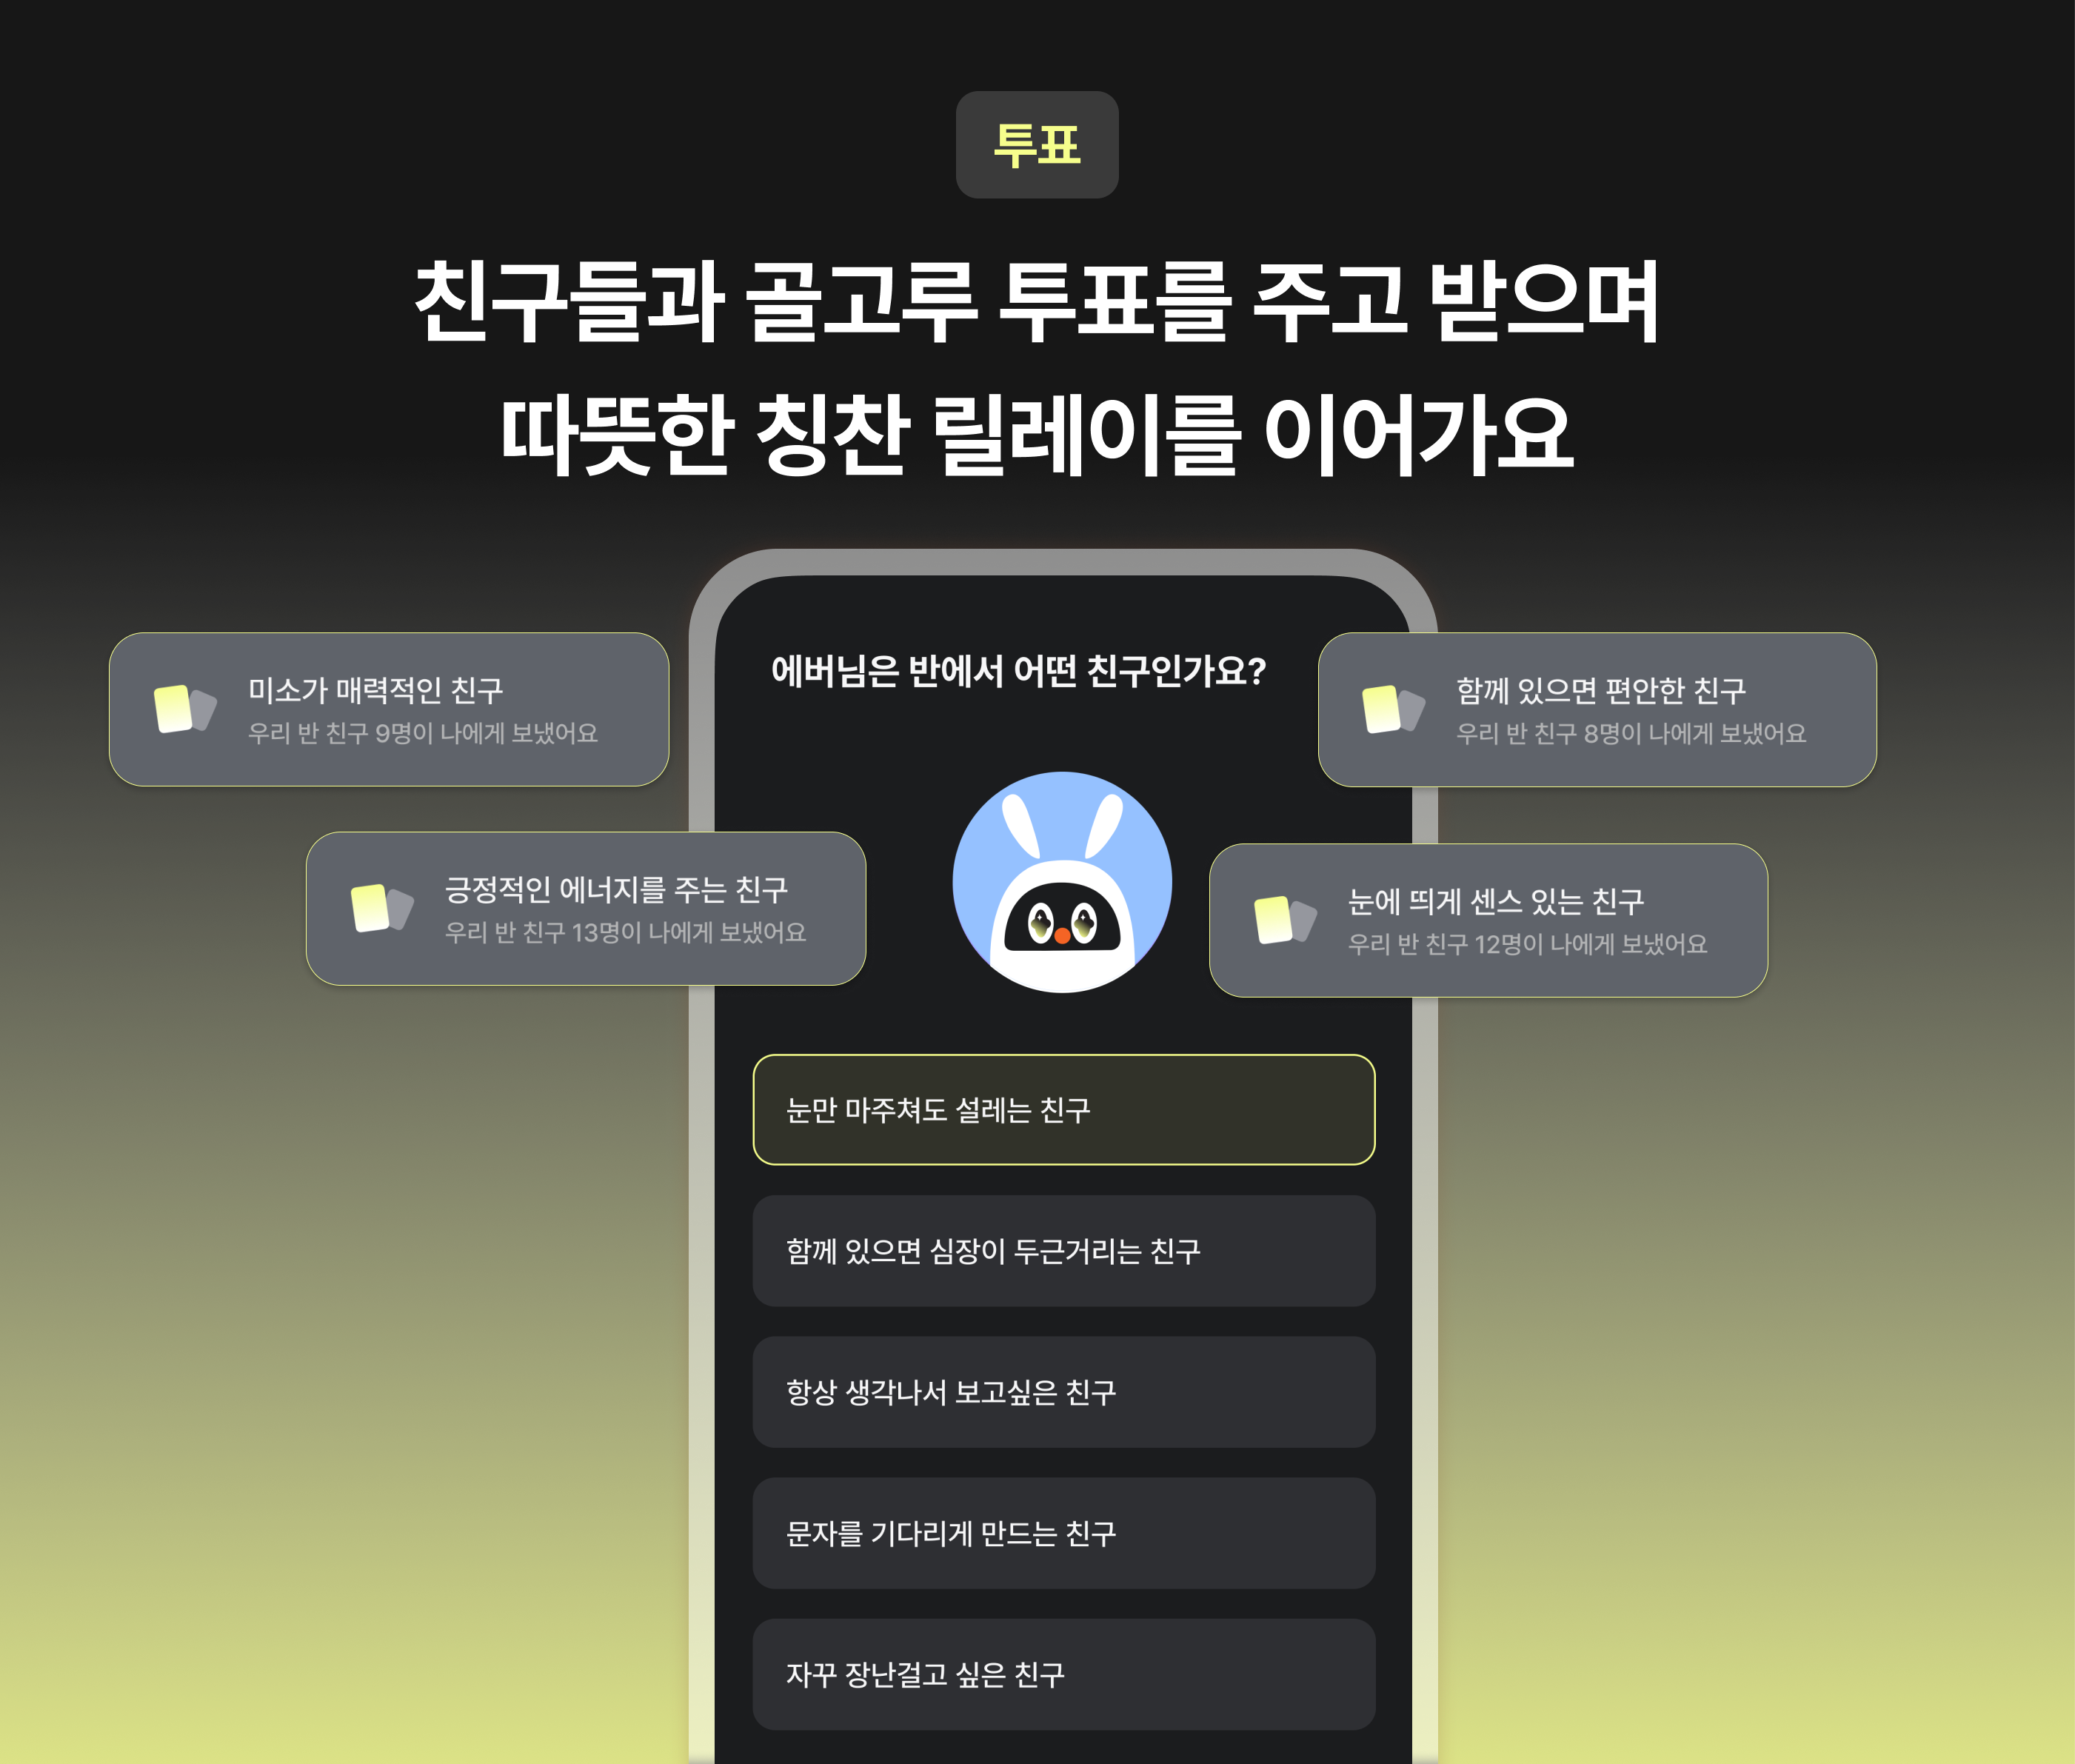 투표
친구들과 골고루 투표를 주고 받으며
따뜻한 칭찬 릴레이를 이어가요
에버님은 반에서 어떤 친구인가요?
미소가 매력적인 친구
우리 반 친구 9명이 나에게 보냈어요
함께 있으면 편안한 친구
우리 반 친구 8명이 나에게 보냈어요
긍정적인 에너지를 주는 친구
우리 반 친구 13명이 나에게 보냈어요
눈에 띄게 센스 있는 친구
우리 반 친구 12명이 나에게 보냈어요
눈만 마주쳐도 설레는 친구
함께 있으면 심장이 두근거리는 친구
항상 생각나서 보고싶은 친구
문자를 기다리게 만드는 친구
자꾸 장난걸고 싶은 친구